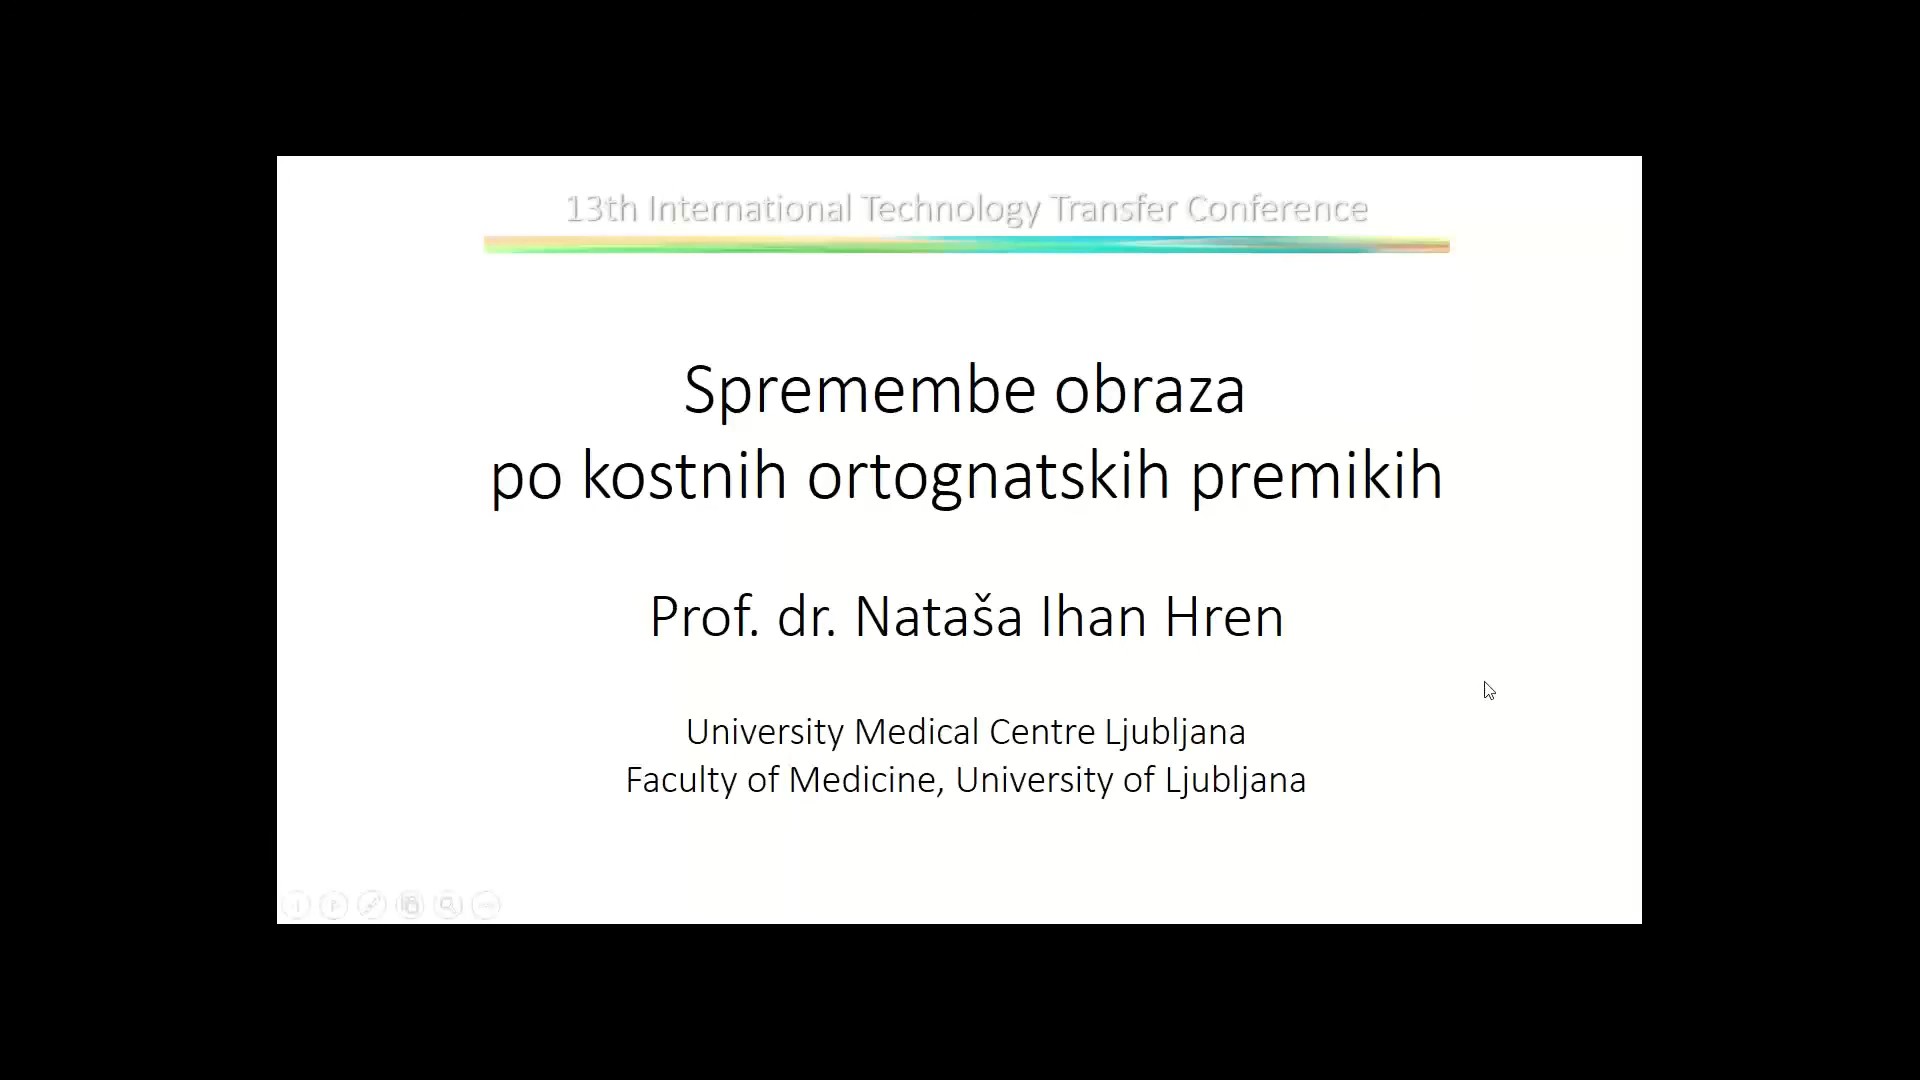 13th International Technology Transfer Conference
Spremembe obraza
po kostnih ortognatskih premikih
Prof. dr. Nataša Ihan Hren
University Medical Centre Ljubljana
Faculty of Medicine, University of Ljubljana